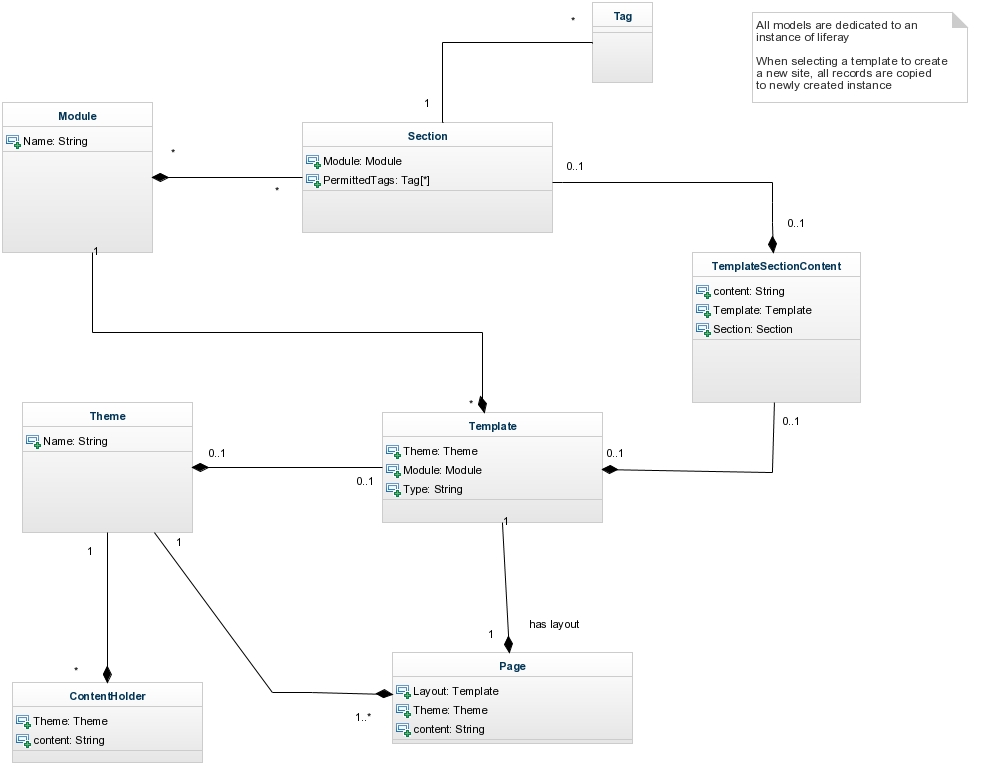 *
Tag
All models are dedicated to an
instance of liferay
When selecting a template to create
a new site, all records are copied
to newly created instance
1
Module
Name: String
*
*
Section
Module: Module
PermittedTags: Tag[*]
0..1
0..1
1
TemplateSectionContent
content: String
Template: Template
Section: Section
0..1
*
Theme
Name: String
0..1
0..1
Template
Theme: Theme
Module: Module
Type: String
0..1
1
1
1
has layout
1
*
ContentHolder
Theme: Theme
content: String
1..*
Page
Layout: Template
Theme: Theme
content: String